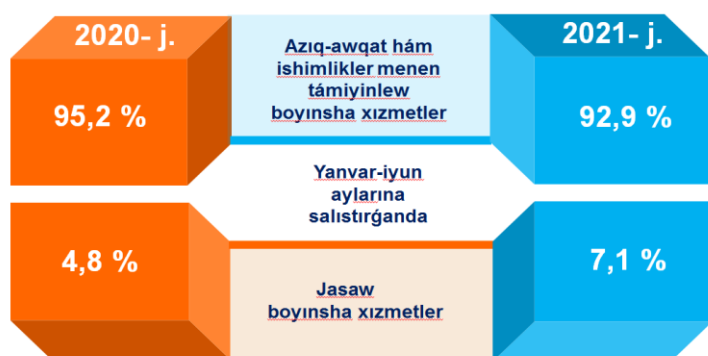 2020- j.
Azıq-awqat hám
ishimlikler menen
támiyinlew
boyınsha xızmetler
2021- j.
95,2 %
92,9 %
Yanvar-iyun
aylarına
salıstırǵanda
4,8 %
7,1 %
Jasaw
boyınsha xızmetler